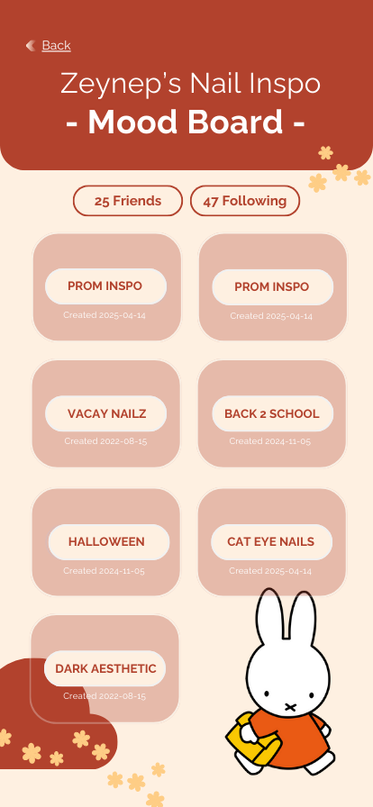 Back
Zeynep's Nail Inspo
- Mood Board -
25 Friends
47 Following
PROM INSPO
Created 2025-04-14
PROM INSPO
Created 2025-04-14
VACAY NAILZ
Created 2022-08-15
BACK 2 SCHOOL
Created 2024-11-05
HALLOWEEN
Created 2024-11-05
CAT EYE NAILS
Created 2025-04-14
DARK AESTHETIC
Created 2022-08-15